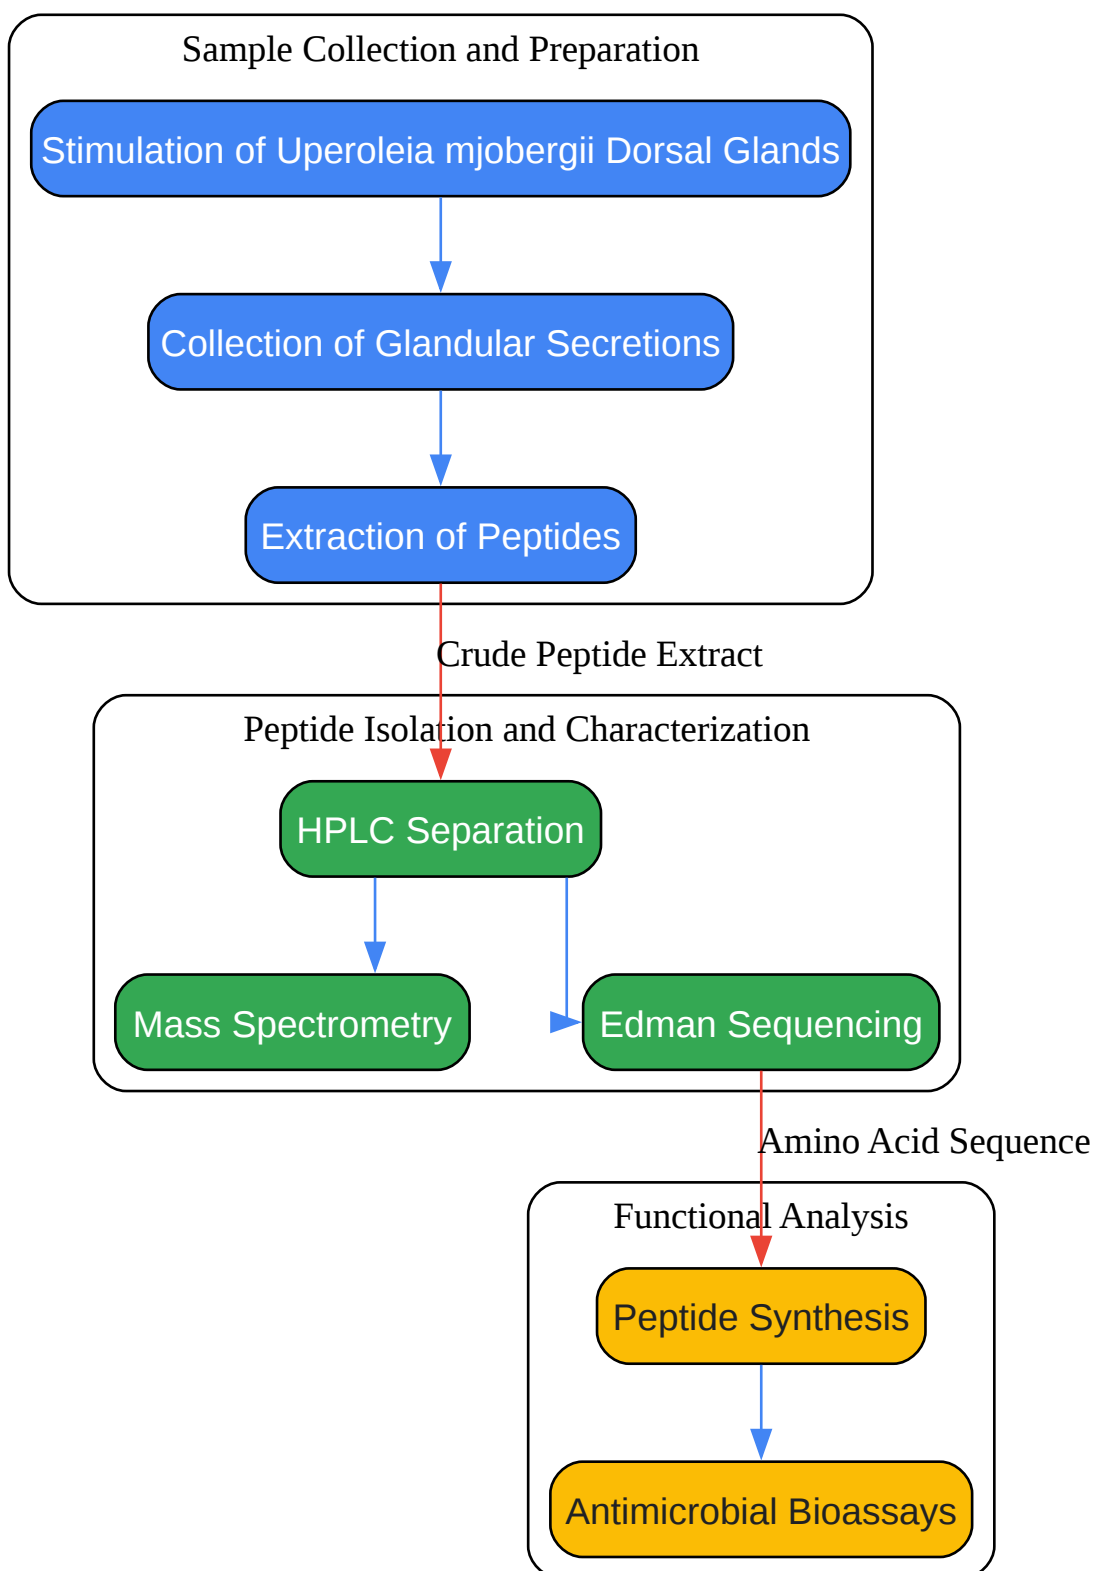 Sample Collection and Preparation
Stimulation of Uperoleia mjobergii Dorsal Glands
Collection of Glandular Secretions
Extraction of Peptides
Crude Peptide Extract
Peptide Isolation and Characterization
HPLC Separation
Mass Spectrometry
Edman Sequencing
Amino Acid Sequence
Functional Analysis
Peptide Synthesis
Antimicrobial Bioassays